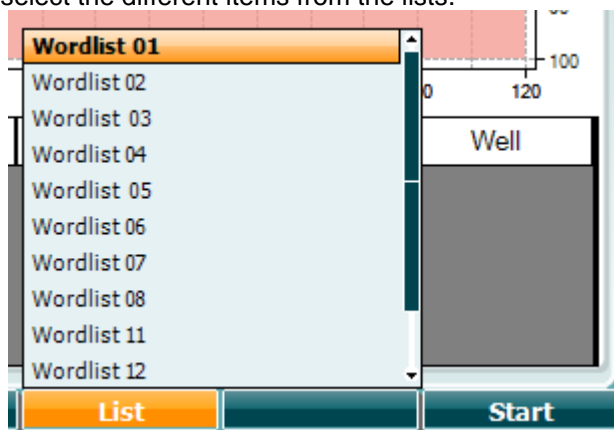 select the different items from the lists.
Wordlist 01
100
Wordlist 02
0 120
Wordlist 03
Well
Wordlist 04
Wordlist 05
Wordlist 06
Wordlist 07
Wordlist 08
Wordlist 11
Wordlist 12
List Start